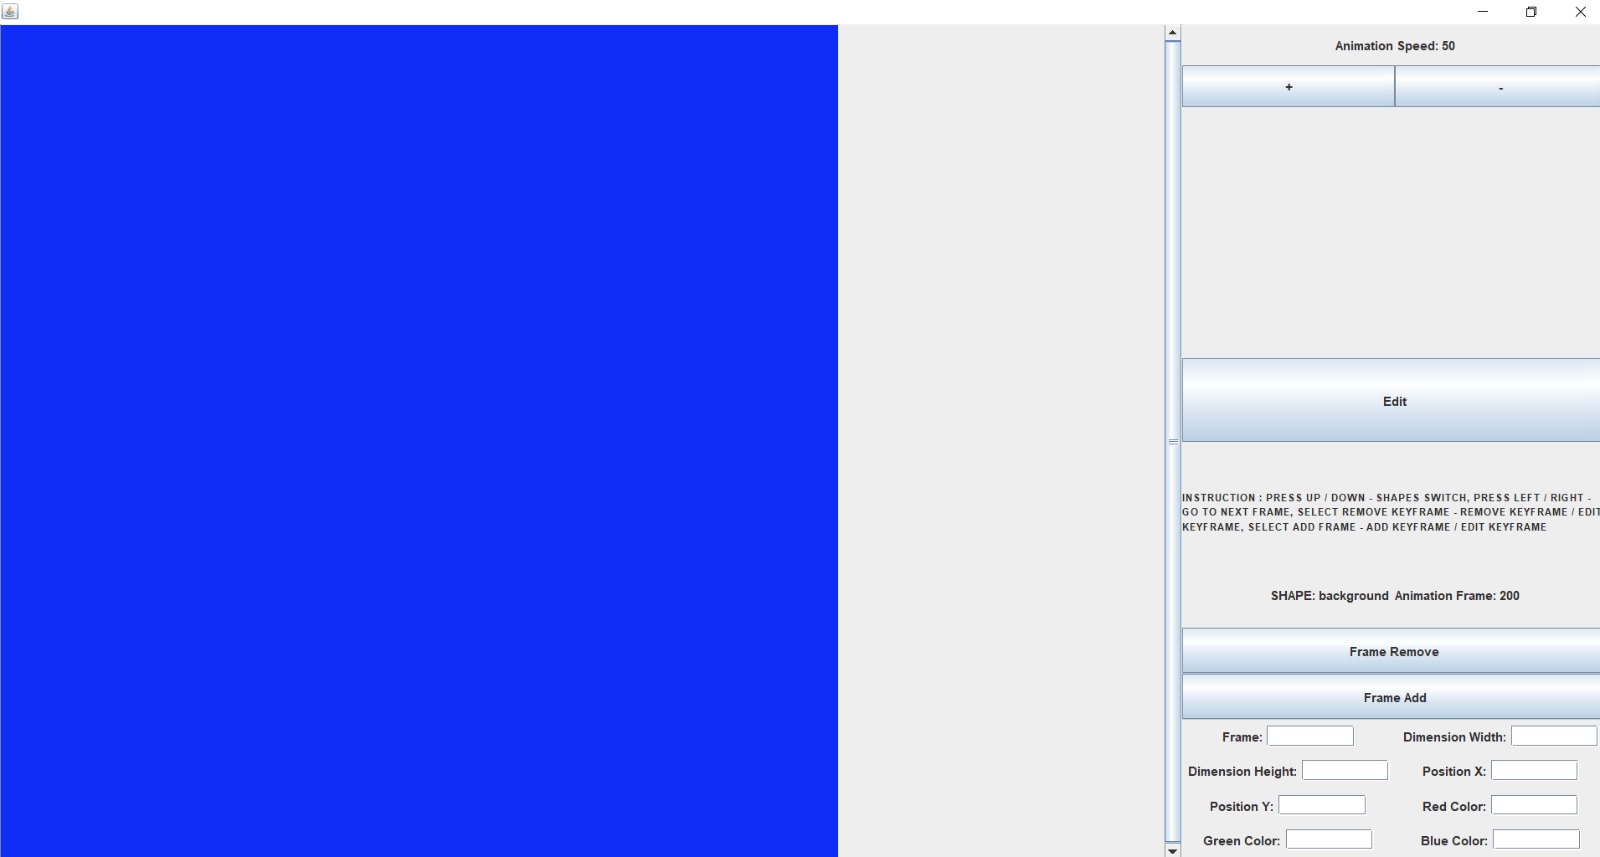 Animation Speed: 50
+ -
Edit
INSTRUCTION : PRESS UP / DOWN - SHAPES SWITCH, PRESS LEFT / RIGHT -
GO TO NEXT FRAME, SELECT REMOVE KEYFRAME - REMOVE KEYFRAME / EDIT
KEYFRAME, SELECT ADD FRAME - ADD KEYFRAME / EDIT KEYFRAME
SHAPE: background Animation Frame: 200
Frame Remove
Frame Add
Frame: Dimension Width:
Dimension Height: Position X:
Position Y: Red Color:
Green Color: Blue Color: